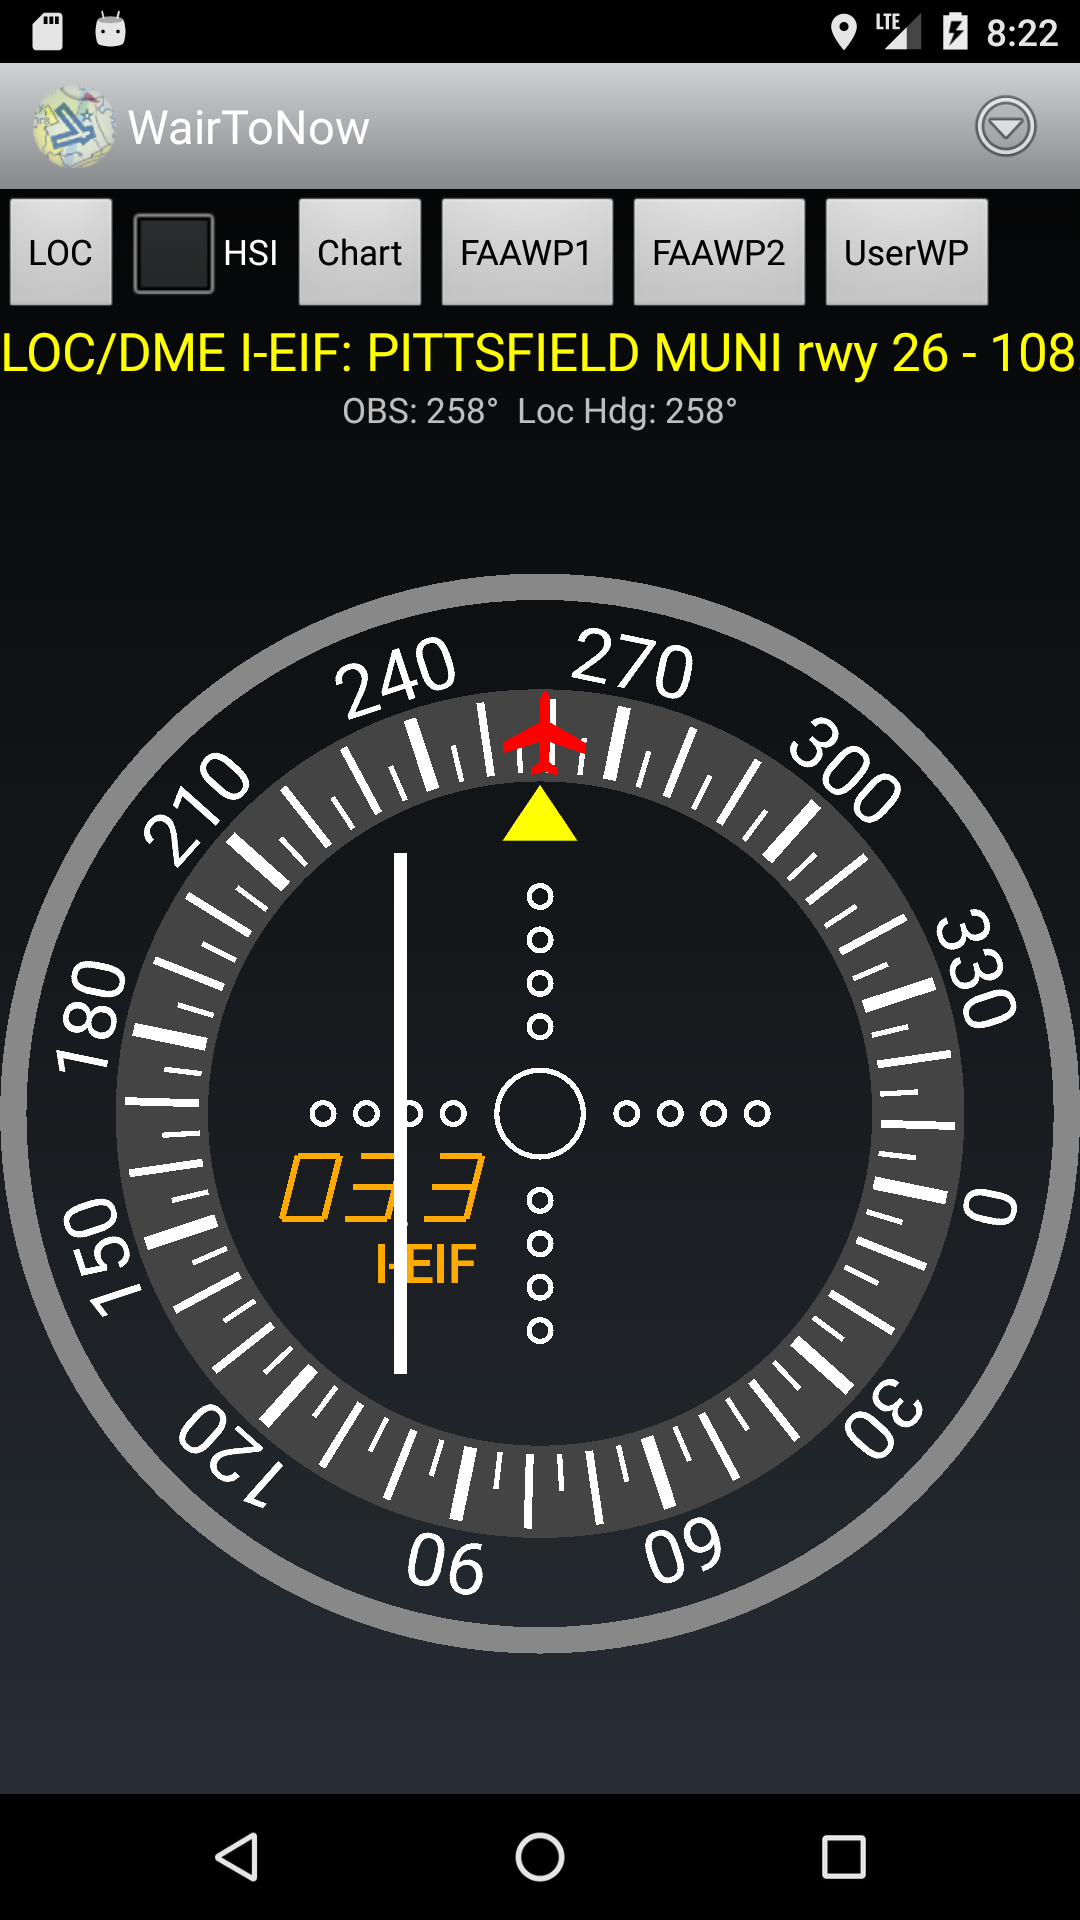 LTE 8:22
WairToNow
LOC HSI Chart FAAWP1 FAAWP2 UserWP
LOC/DME I-EIF: PITTSFIELD MUNI rwy 26 - 108.
OBS: 258° Loc Hdg: 258°
240 270
210 300
180 330
150 0
120 30
90 60
033
I-EIF